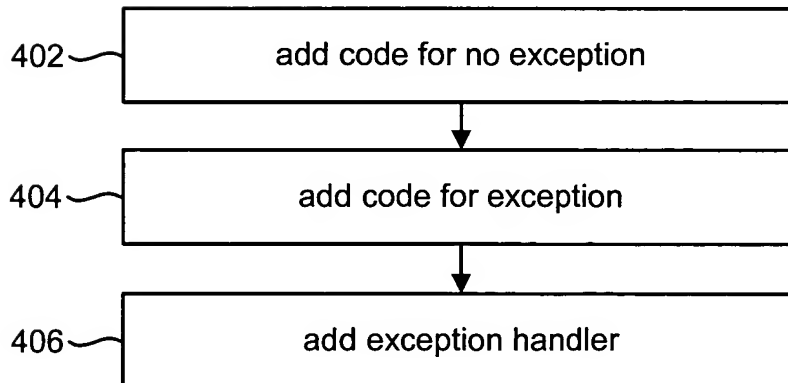 402 add code for no exception
404 add code for exception
406 add exception handler